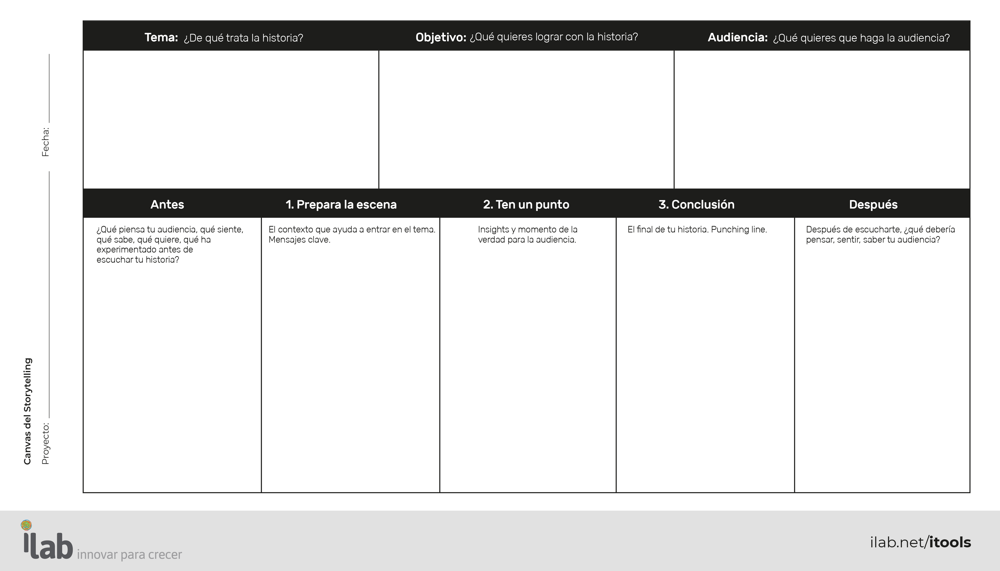 Tema: ¿De qué trata la historia?
Objetivo: ¿Qué quieres lograr con la historia?
Audiencia: ¿Qué quieres que haga la audiencia?
Fecha:
Canvas del Storytelling
Proyecto:
Antes
¿Qué piensa tu audiencia, qué siente,
qué sabe, qué quiere, qué ha
experimentado antes de
escuchar tu historia?
1. Prepara la escena
El contexto que ayuda a entrar en el tema.
Mensajes clave.
2. Ten un punto
Insights y momento de la
verdad para la audiencia.
3. Conclusión
El final de tu historia. Punching line.
Después
Después de escucharte, ¿qué debería
pensar, sentir, saber tu audiencia?
ilab innovar para crecer
ilab.net/itools